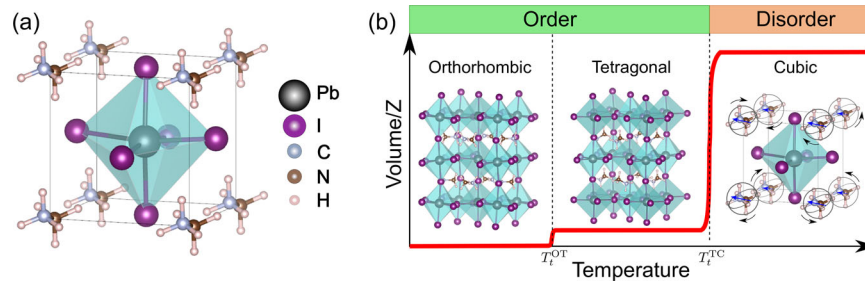 (a)
Pb
I
C
N
H
(b)
Order
Disorder
Orthorhombic
Tetragonal
Cubic
Volume/Z
T_t^OT
T_t^TC
Temperature